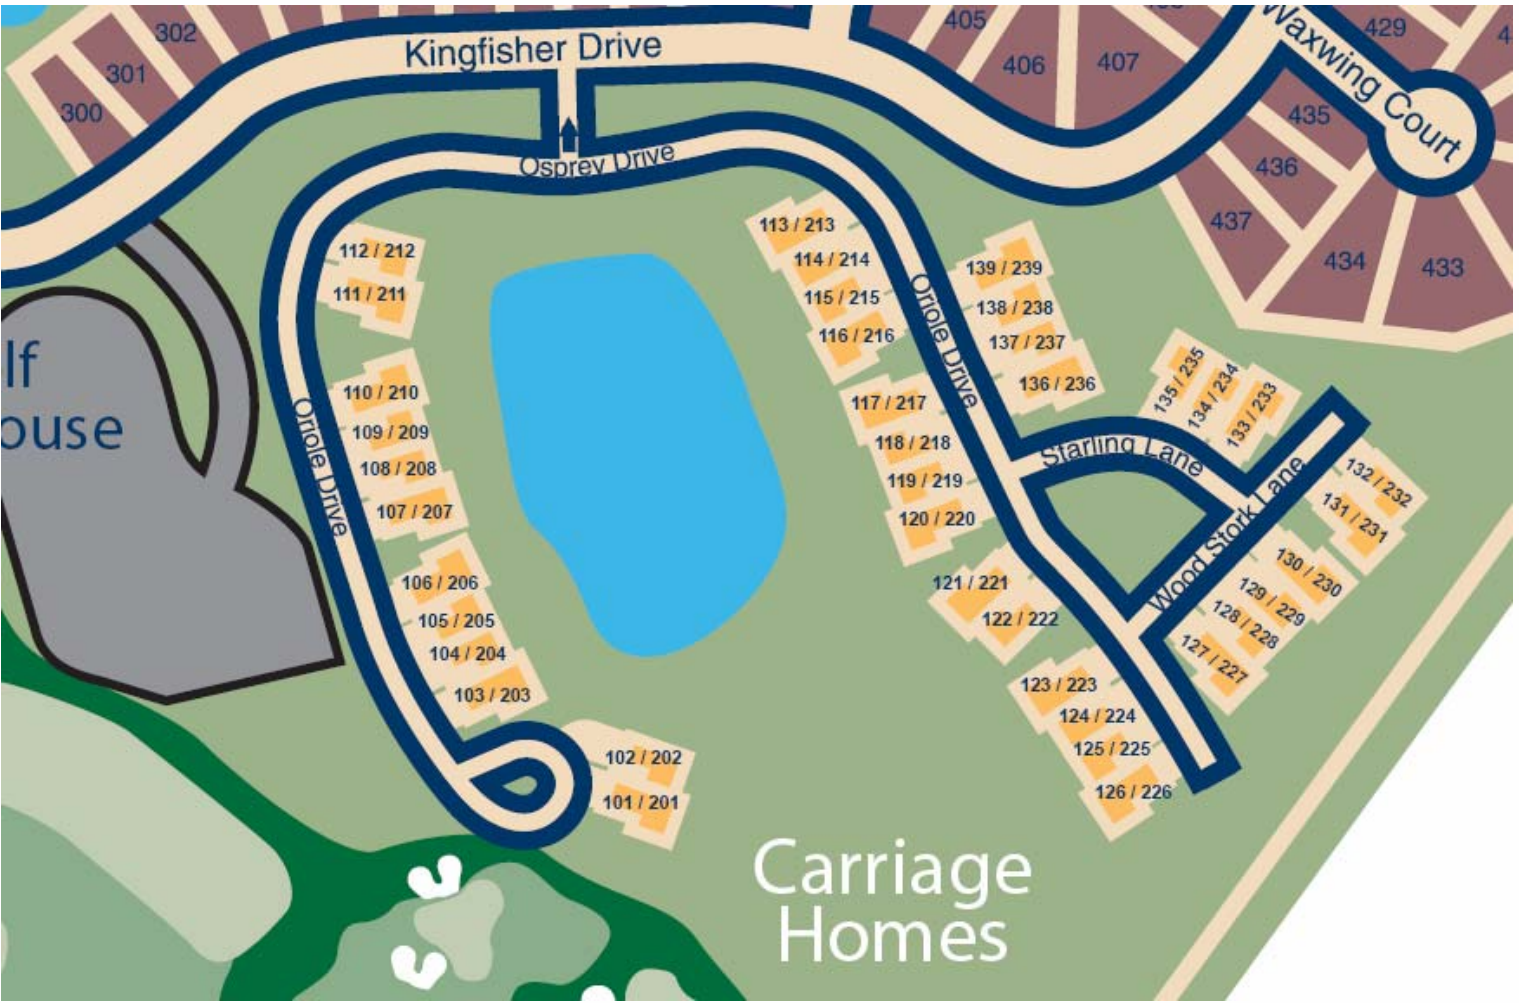 302
301
300
Kingfisher Drive
405
406
407
Waxwing Court
429
435
436
437
434
433
Osprey Drive
112 / 212
111 / 211
110 / 210
109 / 209
108 / 208
107 / 207
106 / 206
105 / 205
104 / 204
103 / 203
102 / 202
101 / 201
Oriole Drive
lf
ouse
113 / 213
114 / 214
115 / 215
116 / 216
117 / 217
118 / 218
119 / 219
120 / 220
121 / 221
122 / 222
123 / 223
124 / 224
125 / 225
126 / 226
Oriole Drive
139 / 239
138 / 238
137 / 237
136 / 236
135 / 235
134 / 234
133 / 233
Starling Lane
Wood Stork Lane
132 / 232
131 / 231
130 / 230
129 / 229
128 / 228
127 / 227
Carriage
Homes